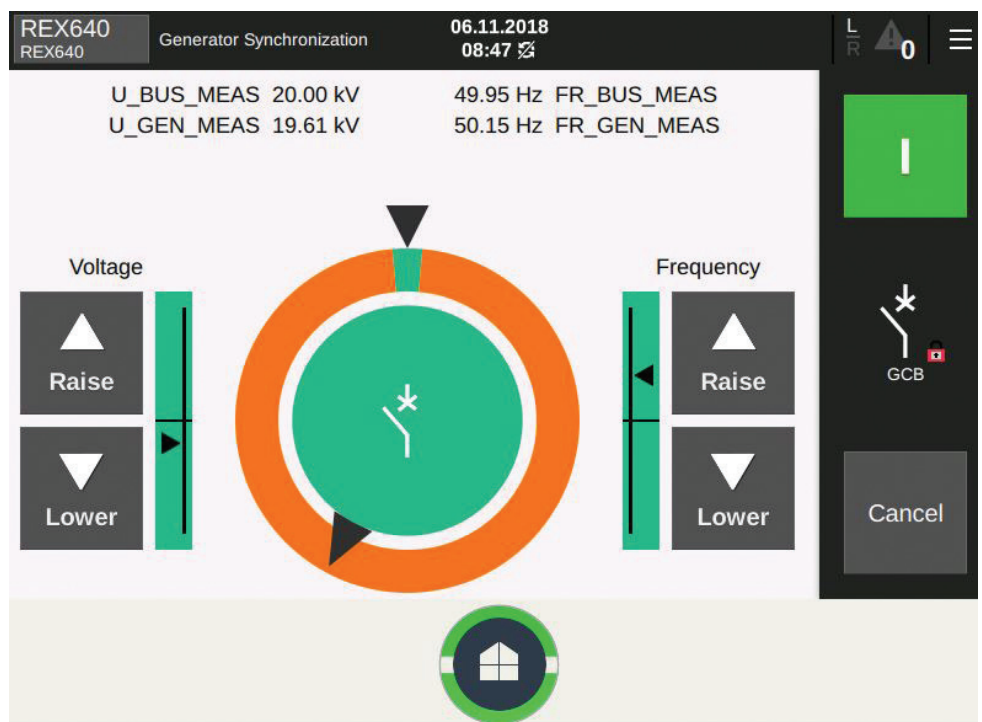 REX640
REX640
Generator Synchronization
06.11.2018
08:47
L
R
0
U_BUS_MEAS 20.00 kV 49.95 Hz FR_BUS_MEAS
U_GEN_MEAS 19.61 kV 50.15 Hz FR_GEN_MEAS
I
Voltage
Frequency
Raise
Raise
GCB
Lower
Lower
Cancel